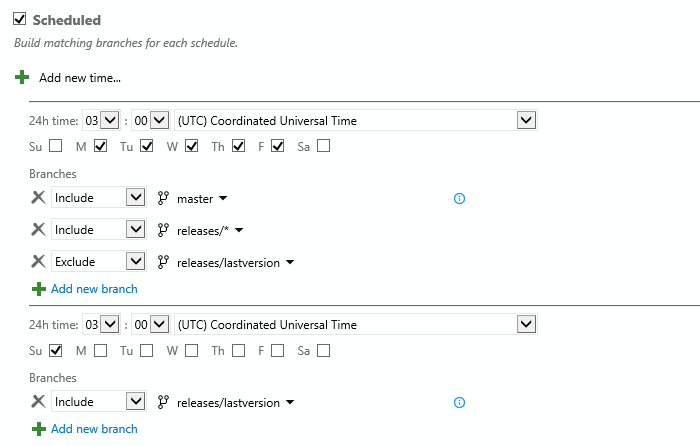 Scheduled
Build matching branches for each schedule.
Add new time...
24h time: 03 : 00 (UTC) Coordinated Universal Time
Su M Tu W Th F Sa
Branches
Include master
Include releases/*
Exclude releases/lastversion
Add new branch
24h time: 03 : 00 (UTC) Coordinated Universal Time
Su M Tu W Th F Sa
Branches
Include releases/lastversion
Add new branch